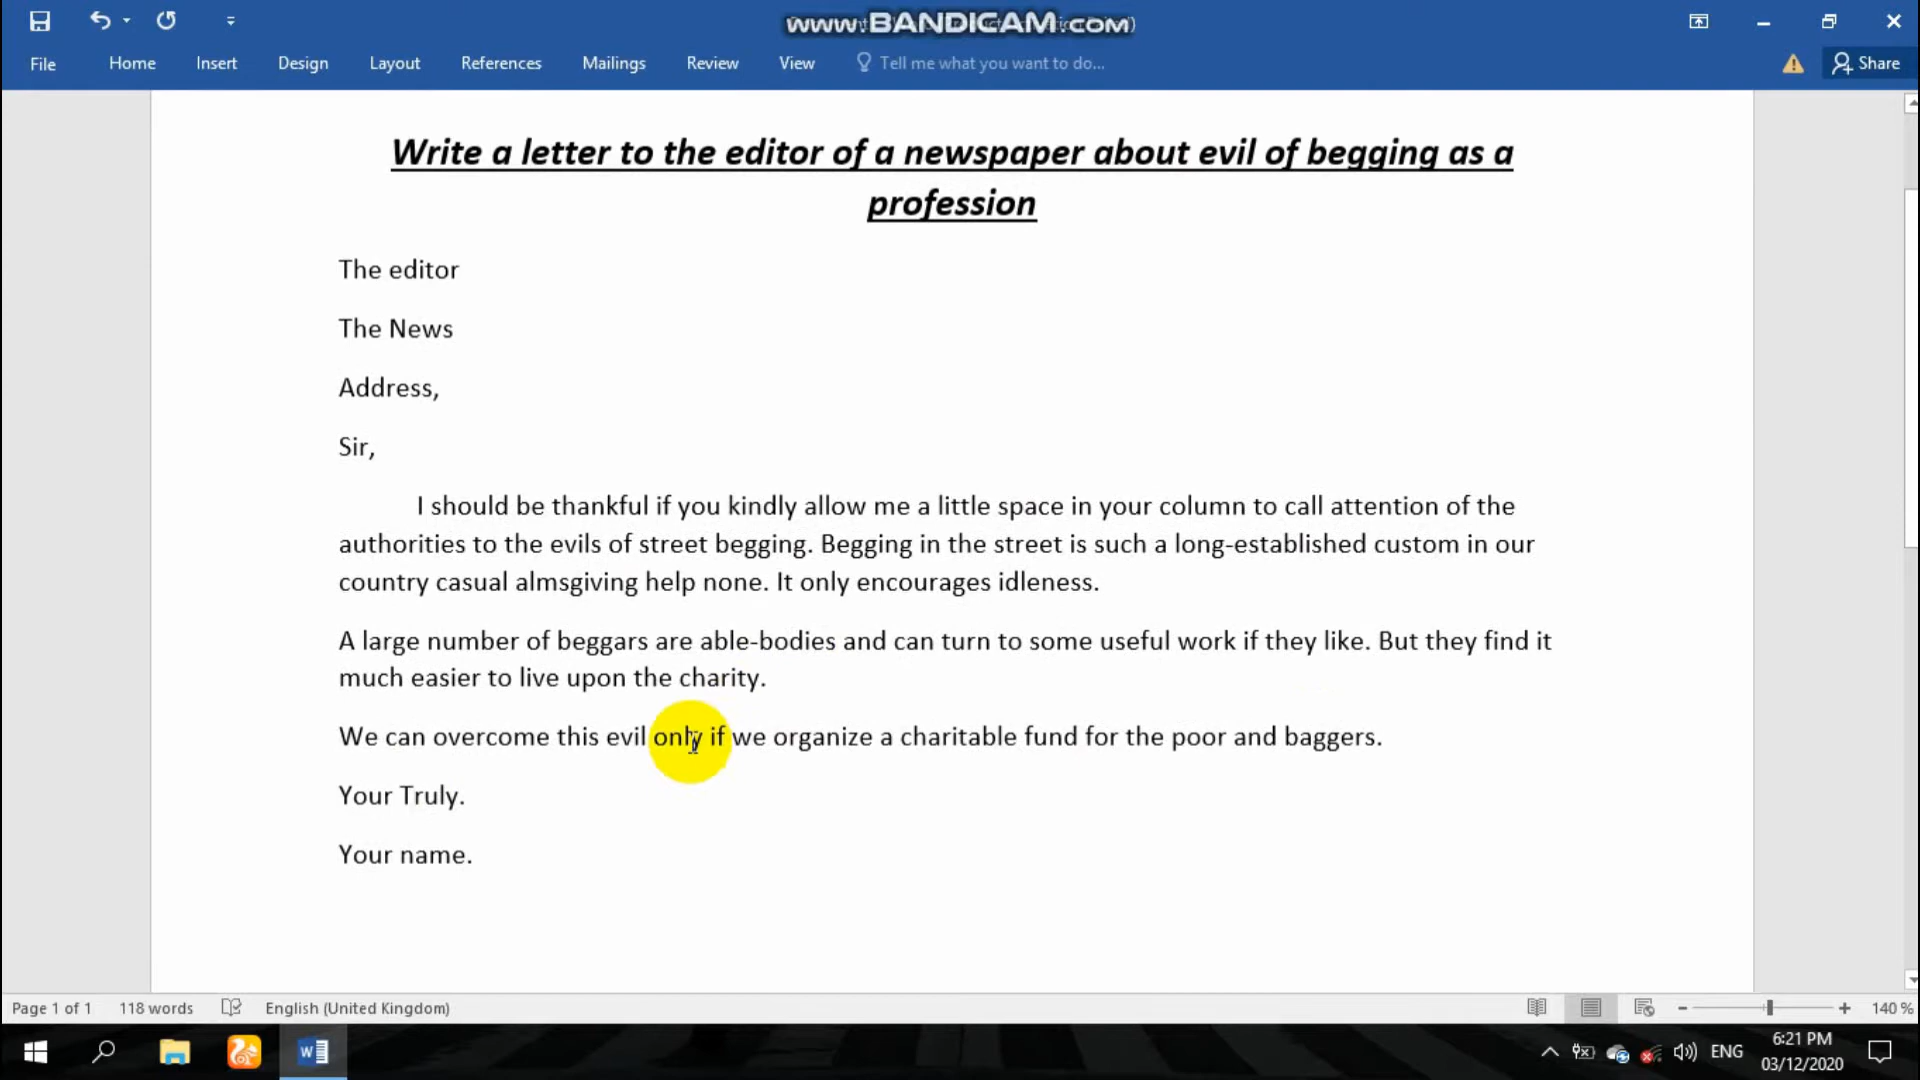 www.BANDICAM.com
File Home Insert Design Layout References Mailings Review View Tell me what you want to do... Share
Write a letter to the editor of a newspaper about evil of begging as a
profession
The editor
The News
Address,
Sir,
I should be thankful if you kindly allow me a little space in your column to call attention of the
authorities to the evils of street begging. Begging in the street is such a long-established custom in our
country casual almsgiving help none. It only encourages idleness.
A large number of beggars are able-bodies and can turn to some useful work if they like. But they find it
much easier to live upon the charity.
We can overcome this evil only if we organize a charitable fund for the poor and baggers.
Your Truly.
Your name.
Page 1 of 1 118 words English (United Kingdom) 140 %
ENG 6:21 PM
03/12/2020